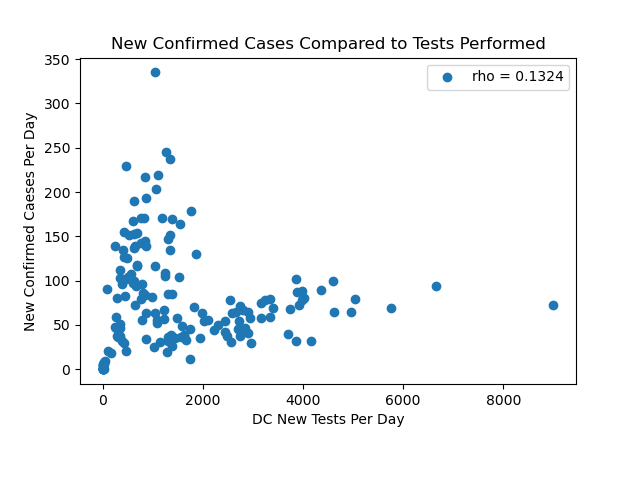 New Confirmed Cases Compared to Tests Performed
rho = 0.1324
350
300
250
200
150
100
50
0
New Confirmed Caeses Per Day
0 2000 4000 6000 8000
DC New Tests Per Day